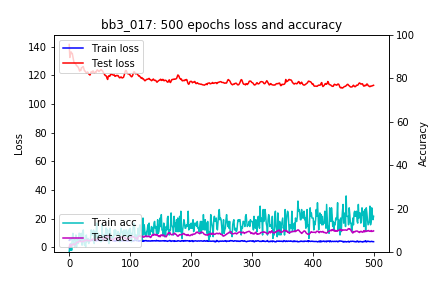 bb3_017: 500 epochs loss and accuracy
140
120
100
80
60
40
20
0
Loss
Train loss
Test loss
Train acc
Test acc
100
80
60
40
20
0
Accuracy
0
100
200
300
400
500